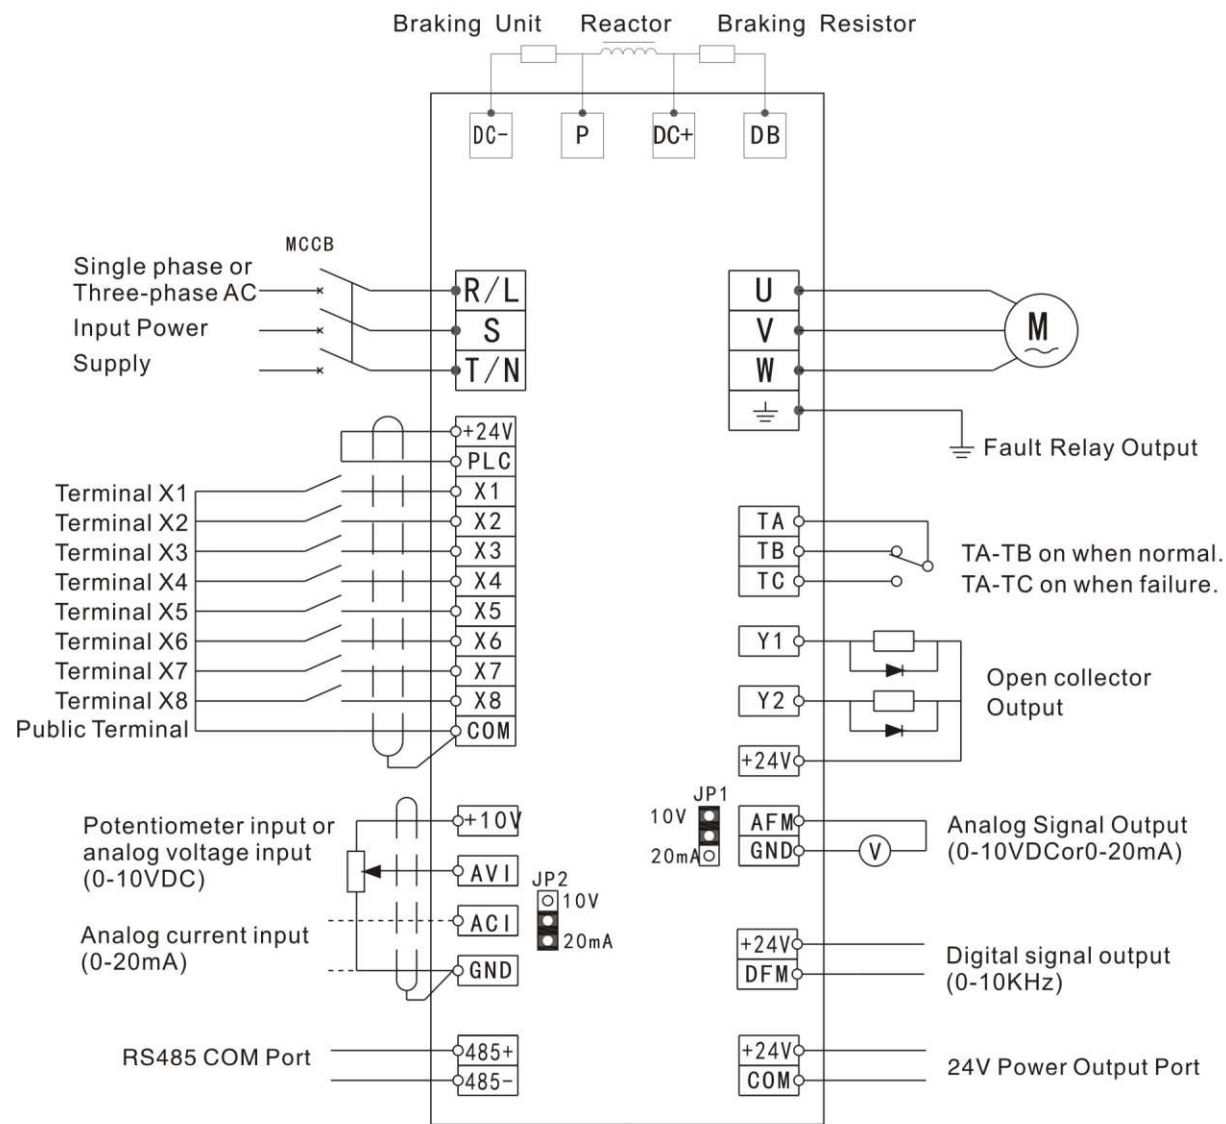 Braking Unit Reactor Braking Resistor
DC- P DC+ DB
MCCB
Single phase or
Three-phase AC
Input Power
Supply
R/L
S
T/N
U
V
W
M
Fault Relay Output
+24V
PLC
Terminal X1 X1
Terminal X2 X2
Terminal X3 X3
Terminal X4 X4
Terminal X5 X5
Terminal X6 X6
Terminal X7 X7
Terminal X8 X8
Public Terminal COM
TA
TB
TC
TA-TB on when normal.
TA-TC on when failure.
Y1
Y2
+24V
Open collector
Output
Potentiometer input or
analog voltage input
(0-10VDC)
Analog current input
(0-20mA)
+10V
AVI
ACI
GND
JP2
10V
20mA
JP1
10V
20mA
AFM
GND
V
Analog Signal Output
(0-10VDCor0-20mA)
+24V
DFM
Digital signal output
(0-10KHz)
RS485 COM Port
485+
485-
+24V
COM
24V Power Output Port